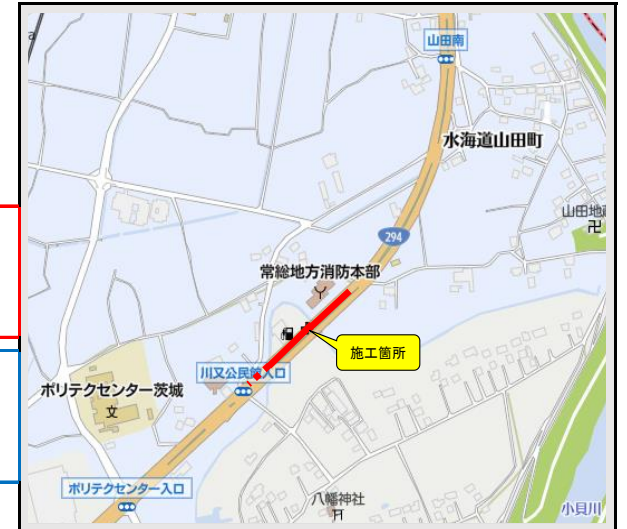 山田南
水海道山田町
山田地
294
常総地方消防本部
施工箇所
川又公民館入口
ポリテクセンター茨城
文
ポリテクセンター入口
八幡神社
小貝川